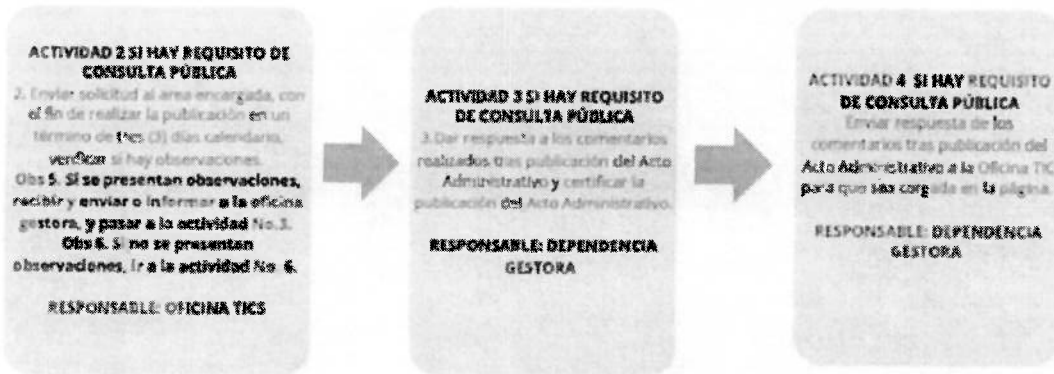 ACTIVIDAD 2 SI HAY REQUISITO DE
CONSULTA PÚBLICA
2. Enviar solicitud al area encargada, con
el fin de realizar la publicación en un
término de tres (3) días calendario,
verificar si hay observaciones.
Obs 5. Si se presentan observaciones,
recibir y enviar o informar a la oficina
gestora, y pasar a la actividad No.3.
Obs 6. Si no se presentan
observaciones, ir a la actividad No. 6.
RESPONSABLE: OFICINA TICS
ACTIVIDAD 3 SI HAY REQUISITO
DE CONSULTA PÚBLICA
3.Dar respuesta a los comentarios
realizados tras publicación del Acto
Administrativo y certificar la
publicación del Acto Administrativo.
RESPONSABLE: DEPENDENCIA
GESTORA
ACTIVIDAD 4 SI HAY REQUISITO
DE CONSULTA PÚBLICA
Enviar respuesta de los
comentarios tras publicación del
Acto Administrativo a la Oficina TIC
para que sea cargada en la página.
RESPONSABLE: DEPENDENCIA
GESTORA